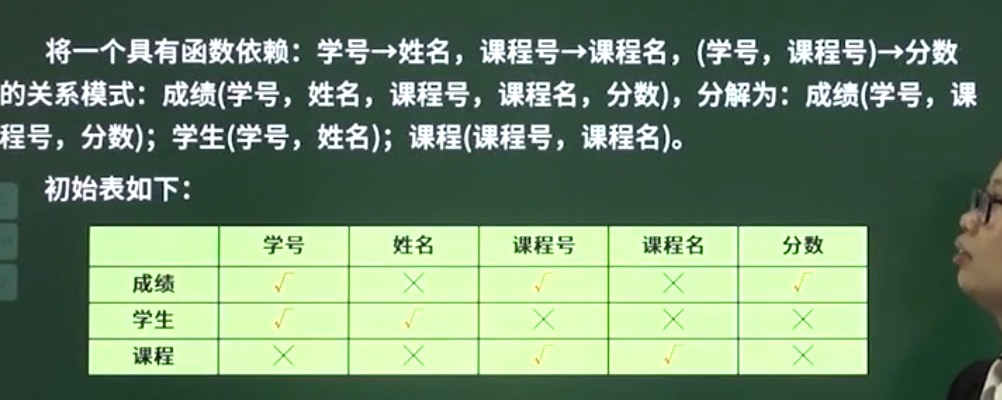 将一个具有函数依赖：学号→姓名，课程号→课程名，(学号，课程号)→分数
的关系模式：成绩(学号，姓名，课程号，课程名，分数)，分解为：成绩(学号，课
程号，分数)；学生(学号，姓名)；课程(课程号，课程名)。
初始表如下：
学号 姓名 课程号 课程名 分数
成绩 √ × √ × √
学生 √ √ × × ×
课程 × × √ √ ×